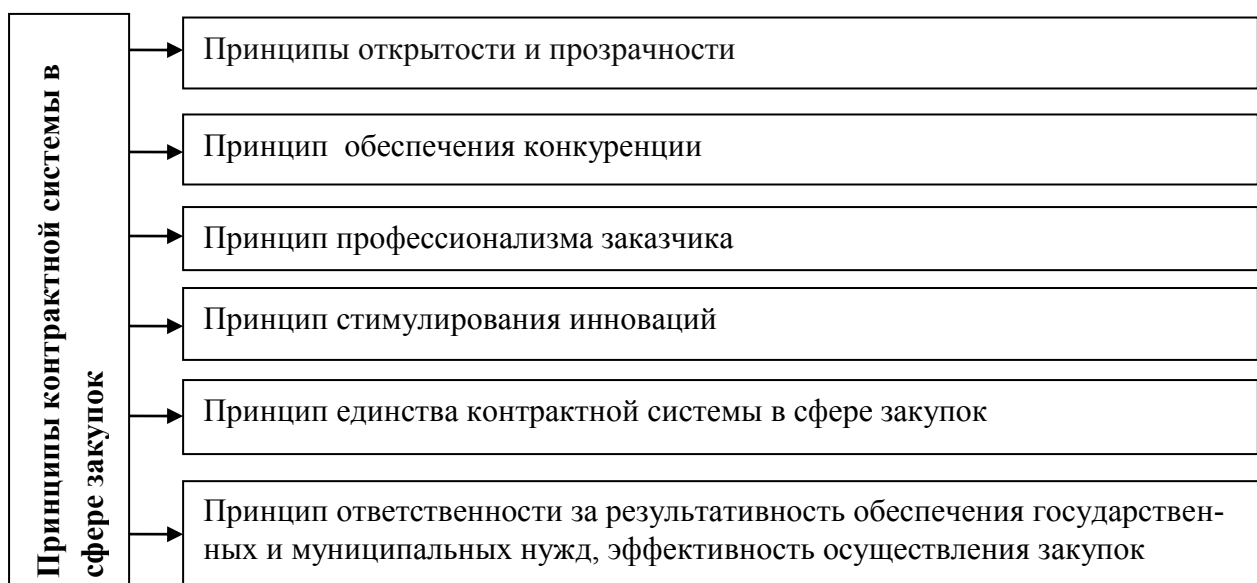 Принципы контрактной системы в
сфере закупок
Принципы открытости и прозрачности
Принцип обеспечения конкуренции
Принцип профессионализма заказчика
Принцип стимулирования инноваций
Принцип единства контрактной системы в сфере закупок
Принцип ответственности за результативность обеспечения государствен-
ных и муниципальных нужд, эффективность осуществления закупок